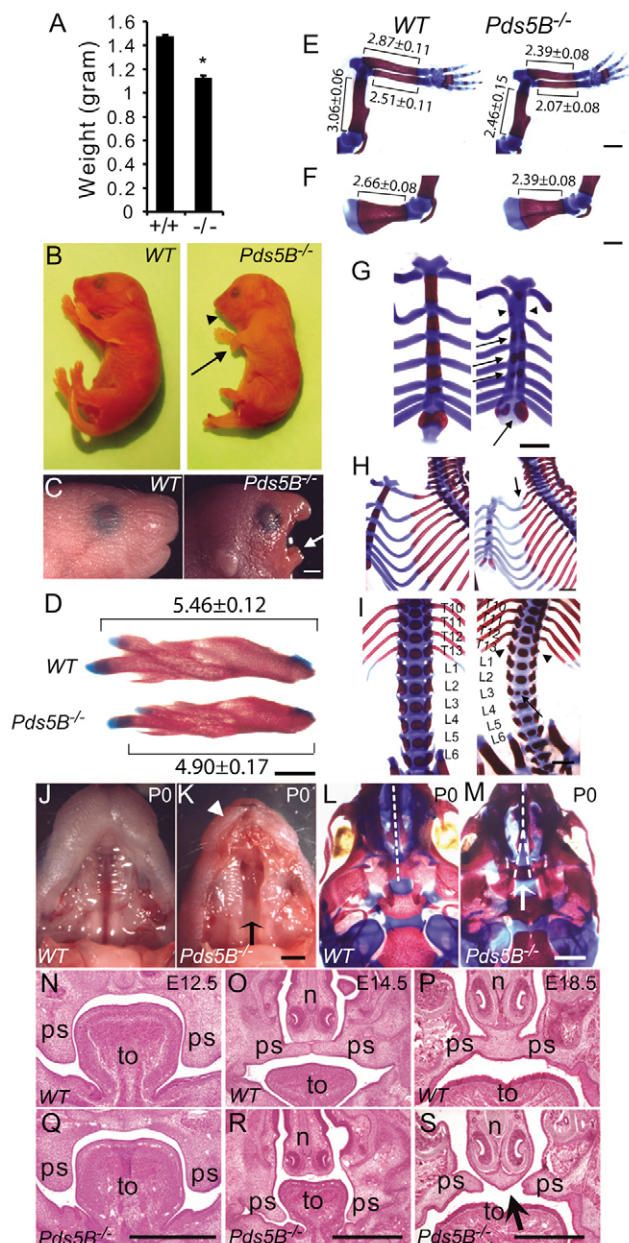 A
Weight (gram)
1.6
1.4
1.2
1
0.8
0.6
0.4
0.2
0
*
+/+ -/-
WT Pds5B-/-
E
2.87±0.11
2.51±0.11
3.06±0.06
2.39±0.08
2.07±0.08
2.46±0.15
F
2.66±0.08
2.39±0.08
B WT Pds5B-/-
G
C WT Pds5B-/-
H
D
5.46±0.12
WT
Pds5B-/-
4.90±0.17
I
T10
T11
T12
T13
L1
L2
L3
L4
L5
L6
T10
T11
T12
T13
L1
L2
L3
L4
L5
L6
J P0
WT
K P0
Pds5B-/-
L P0
WT
M P0
Pds5B-/-
N E12.5
ps ps
to
WT
O E14.5
n
ps ps
to
WT
P E18.5
n
ps ps
to
WT
Q
ps ps
to
Pds5B-/-
R
n
to
ps ps
Pds5B-/-
S
n
ps ps
to
Pds5B-/-